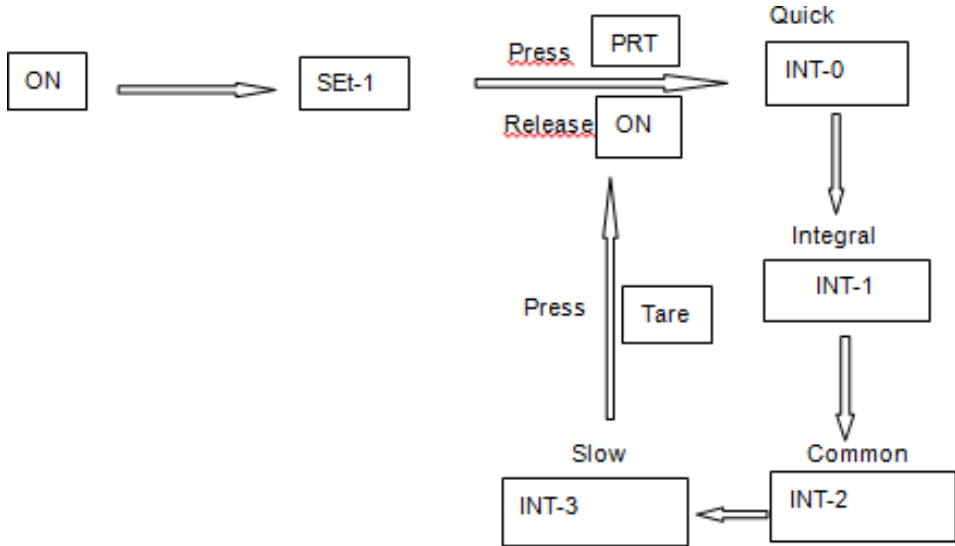 Quick
PRT
Press
INT-0
ON
SEt-1
Release
ON
Integral
INT-1
Press
Tare
Slow
Common
INT-3
INT-2